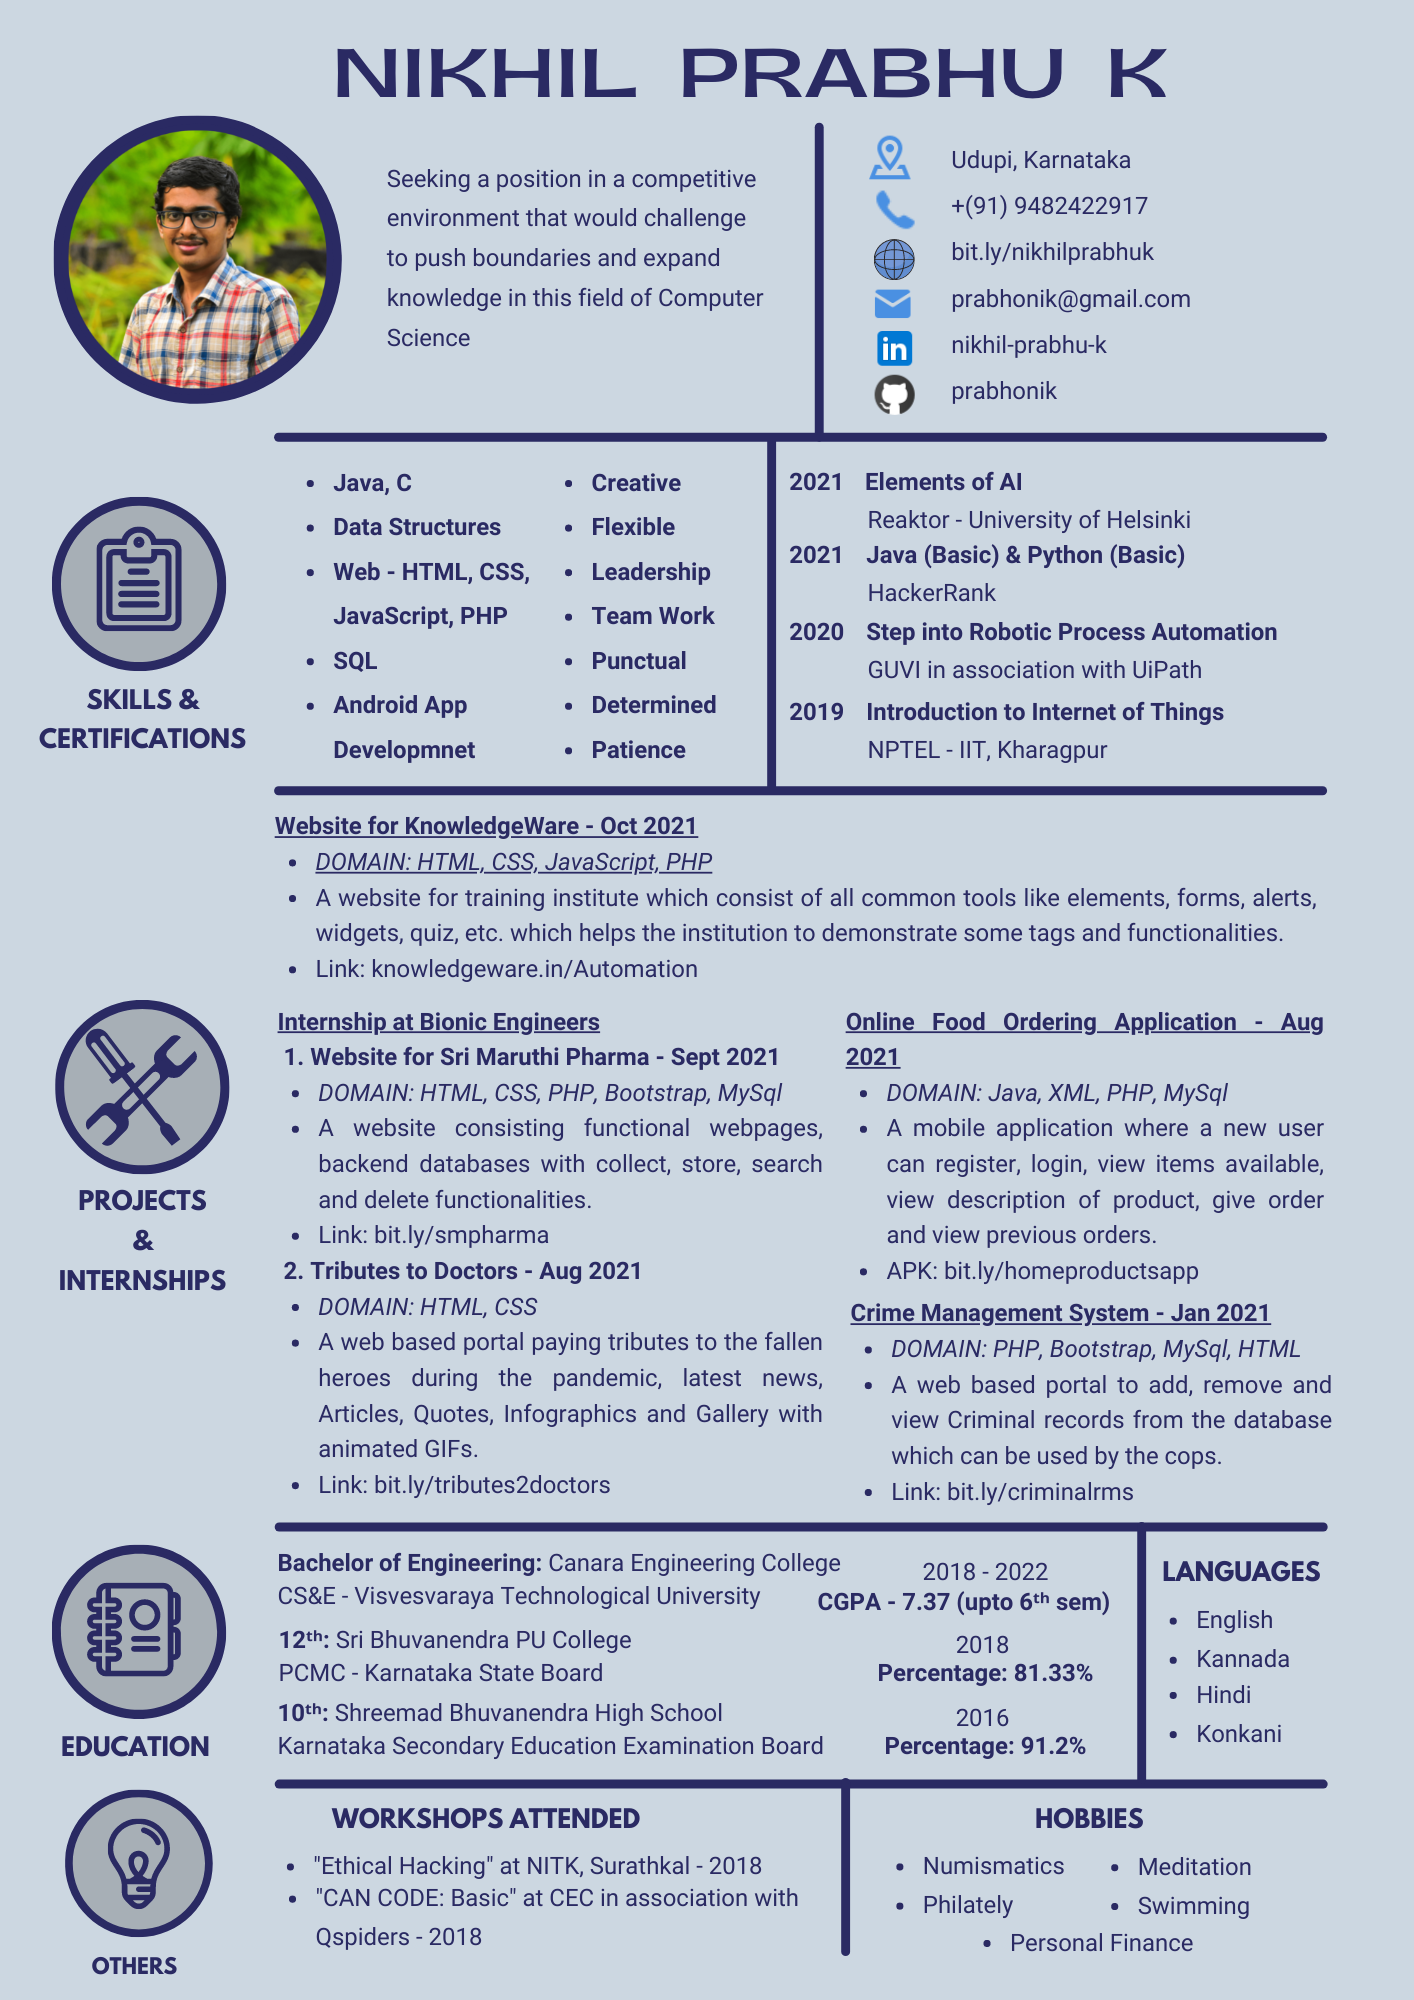 NIKHIL PRABHU K
Seeking a position in a competitive
environment that would challenge
to push boundaries and expand
knowledge in this field of Computer
Science
Udupi, Karnataka
+(91) 9482422917
bit.ly/nikhilprabhuk
prabhonik@gmail.com
in nikhil-prabhu-k
prabhonik
SKILLS &
CERTIFICATIONS
• Java, C
• Data Structures
• Web - HTML, CSS,
JavaScript, PHP
• SQL
• Android App
Developmnet
• Creative
• Flexible
• Leadership
• Team Work
• Punctual
• Determined
• Patience
2021 Elements of AI
Reaktor - University of Helsinki
2021 Java (Basic) & Python (Basic)
HackerRank
2020 Step into Robotic Process Automation
GUVI in association with UiPath
2019 Introduction to Internet of Things
NPTEL - IIT, Kharagpur
PROJECTS
&
INTERNSHIPS
Website for KnowledgeWare - Oct 2021
• DOMAIN: HTML, CSS, JavaScript, PHP
• A website for training institute which consist of all common tools like elements, forms, alerts,
widgets, quiz, etc. which helps the institution to demonstrate some tags and functionalities.
• Link: knowledgeware.in/Automation
Internship at Bionic Engineers
1. Website for Sri Maruthi Pharma - Sept 2021
• DOMAIN: HTML, CSS, PHP, Bootstrap, MySql
• A website consisting functional webpages,
backend databases with collect, store, search
and delete functionalities.
• Link: bit.ly/smpharma
2. Tributes to Doctors - Aug 2021
• DOMAIN: HTML, CSS
• A web based portal paying tributes to the fallen
heroes during the pandemic, latest news,
Articles, Quotes, Infographics and Gallery with
animated GIFs.
• Link: bit.ly/tributes2doctors
Online Food Ordering Application - Aug
2021
• DOMAIN: Java, XML, PHP, MySql
• A mobile application where a new user
can register, login, view items available,
view description of product, give order
and view previous orders.
• APK: bit.ly/homeproductsapp
Crime Management System - Jan 2021
• DOMAIN: PHP, Bootstrap, MySql, HTML
• A web based portal to add, remove and
view Criminal records from the database
which can be used by the cops.
• Link: bit.ly/criminalrms
EDUCATION
Bachelor of Engineering: Canara Engineering College
CS&E - Visvesvaraya Technological University
2018 - 2022
CGPA - 7.37 (upto 6ᵗʰ sem)
12ᵗʰ: Sri Bhuvanendra PU College
PCMC - Karnataka State Board
2018
Percentage: 81.33%
10ᵗʰ: Shreemad Bhuvanendra High School
Karnataka Secondary Education Examination Board
2016
Percentage: 91.2%
LANGUAGES
• English
• Kannada
• Hindi
• Konkani
OTHERS
WORKSHOPS ATTENDED
• "Ethical Hacking" at NITK, Surathkal - 2018
• "CAN CODE: Basic" at CEC in association with
Qspiders - 2018
HOBBIES
• Numismatics
• Meditation
• Philately
• Swimming
• Personal Finance